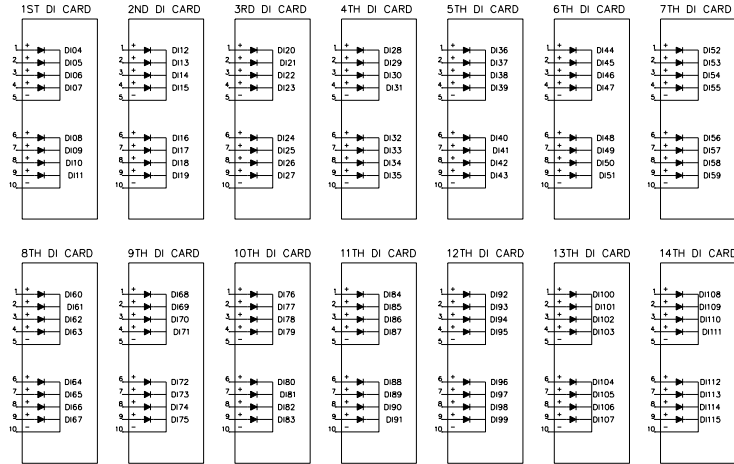 1ST DI CARD 2ND DI CARD 3RD DI CARD 4TH DI CARD 5TH DI CARD 6TH DI CARD 7TH DI CARD
1 + DI04 1 + DI12 1 + DI20 1 + DI28 1 + DI36 1 + DI44 1 + DI52
2 + DI05 2 + DI13 2 + DI21 2 + DI29 2 + DI37 2 + DI45 2 + DI53
3 + DI06 3 + DI14 3 + DI22 3 + DI30 3 + DI38 3 + DI46 3 + DI54
4 + DI07 4 + DI15 4 + DI23 4 + DI31 4 + DI39 4 + DI47 4 + DI55
5 - 5 - 5 - 5 - 5 - 5 - 5 -
6 + DI08 6 + DI16 6 + DI24 6 + DI32 6 + DI40 6 + DI48 6 + DI56
7 + DI09 7 + DI17 7 + DI25 7 + DI33 7 + DI41 7 + DI49 7 + DI57
8 + DI10 8 + DI18 8 + DI26 8 + DI34 8 + DI42 8 + DI50 8 + DI58
9 + DI11 9 + DI19 9 + DI27 9 + DI35 9 + DI43 9 + DI51 9 + DI59
10 - 10 - 10 - 10 - 10 - 10 - 10 -
8TH DI CARD 9TH DI CARD 10TH DI CARD 11TH DI CARD 12TH DI CARD 13TH DI CARD 14TH DI CARD
1 + DI60 1 + DI68 1 + DI76 1 + DI84 1 + DI92 1 + DI100 1 + DI108
2 + DI61 2 + DI69 2 + DI77 2 + DI85 2 + DI93 2 + DI101 2 + DI109
3 + DI62 3 + DI70 3 + DI78 3 + DI86 3 + DI94 3 + DI102 3 + DI110
4 + DI63 4 + DI71 4 + DI79 4 + DI87 4 + DI95 4 + DI103 4 + DI111
5 - 5 - 5 - 5 - 5 - 5 - 5 -
6 + DI64 6 + DI72 6 + DI80 6 + DI88 6 + DI96 6 + DI104 6 + DI112
7 + DI65 7 + DI73 7 + DI81 7 + DI89 7 + DI97 7 + DI105 7 + DI113
8 + DI66 8 + DI74 8 + DI82 8 + DI90 8 + DI98 8 + DI106 8 + DI114
9 + DI67 9 + DI75 9 + DI83 9 + DI91 9 + DI99 9 + DI107 9 + DI115
10 - 10 - 10 - 10 - 10 - 10 - 10 -